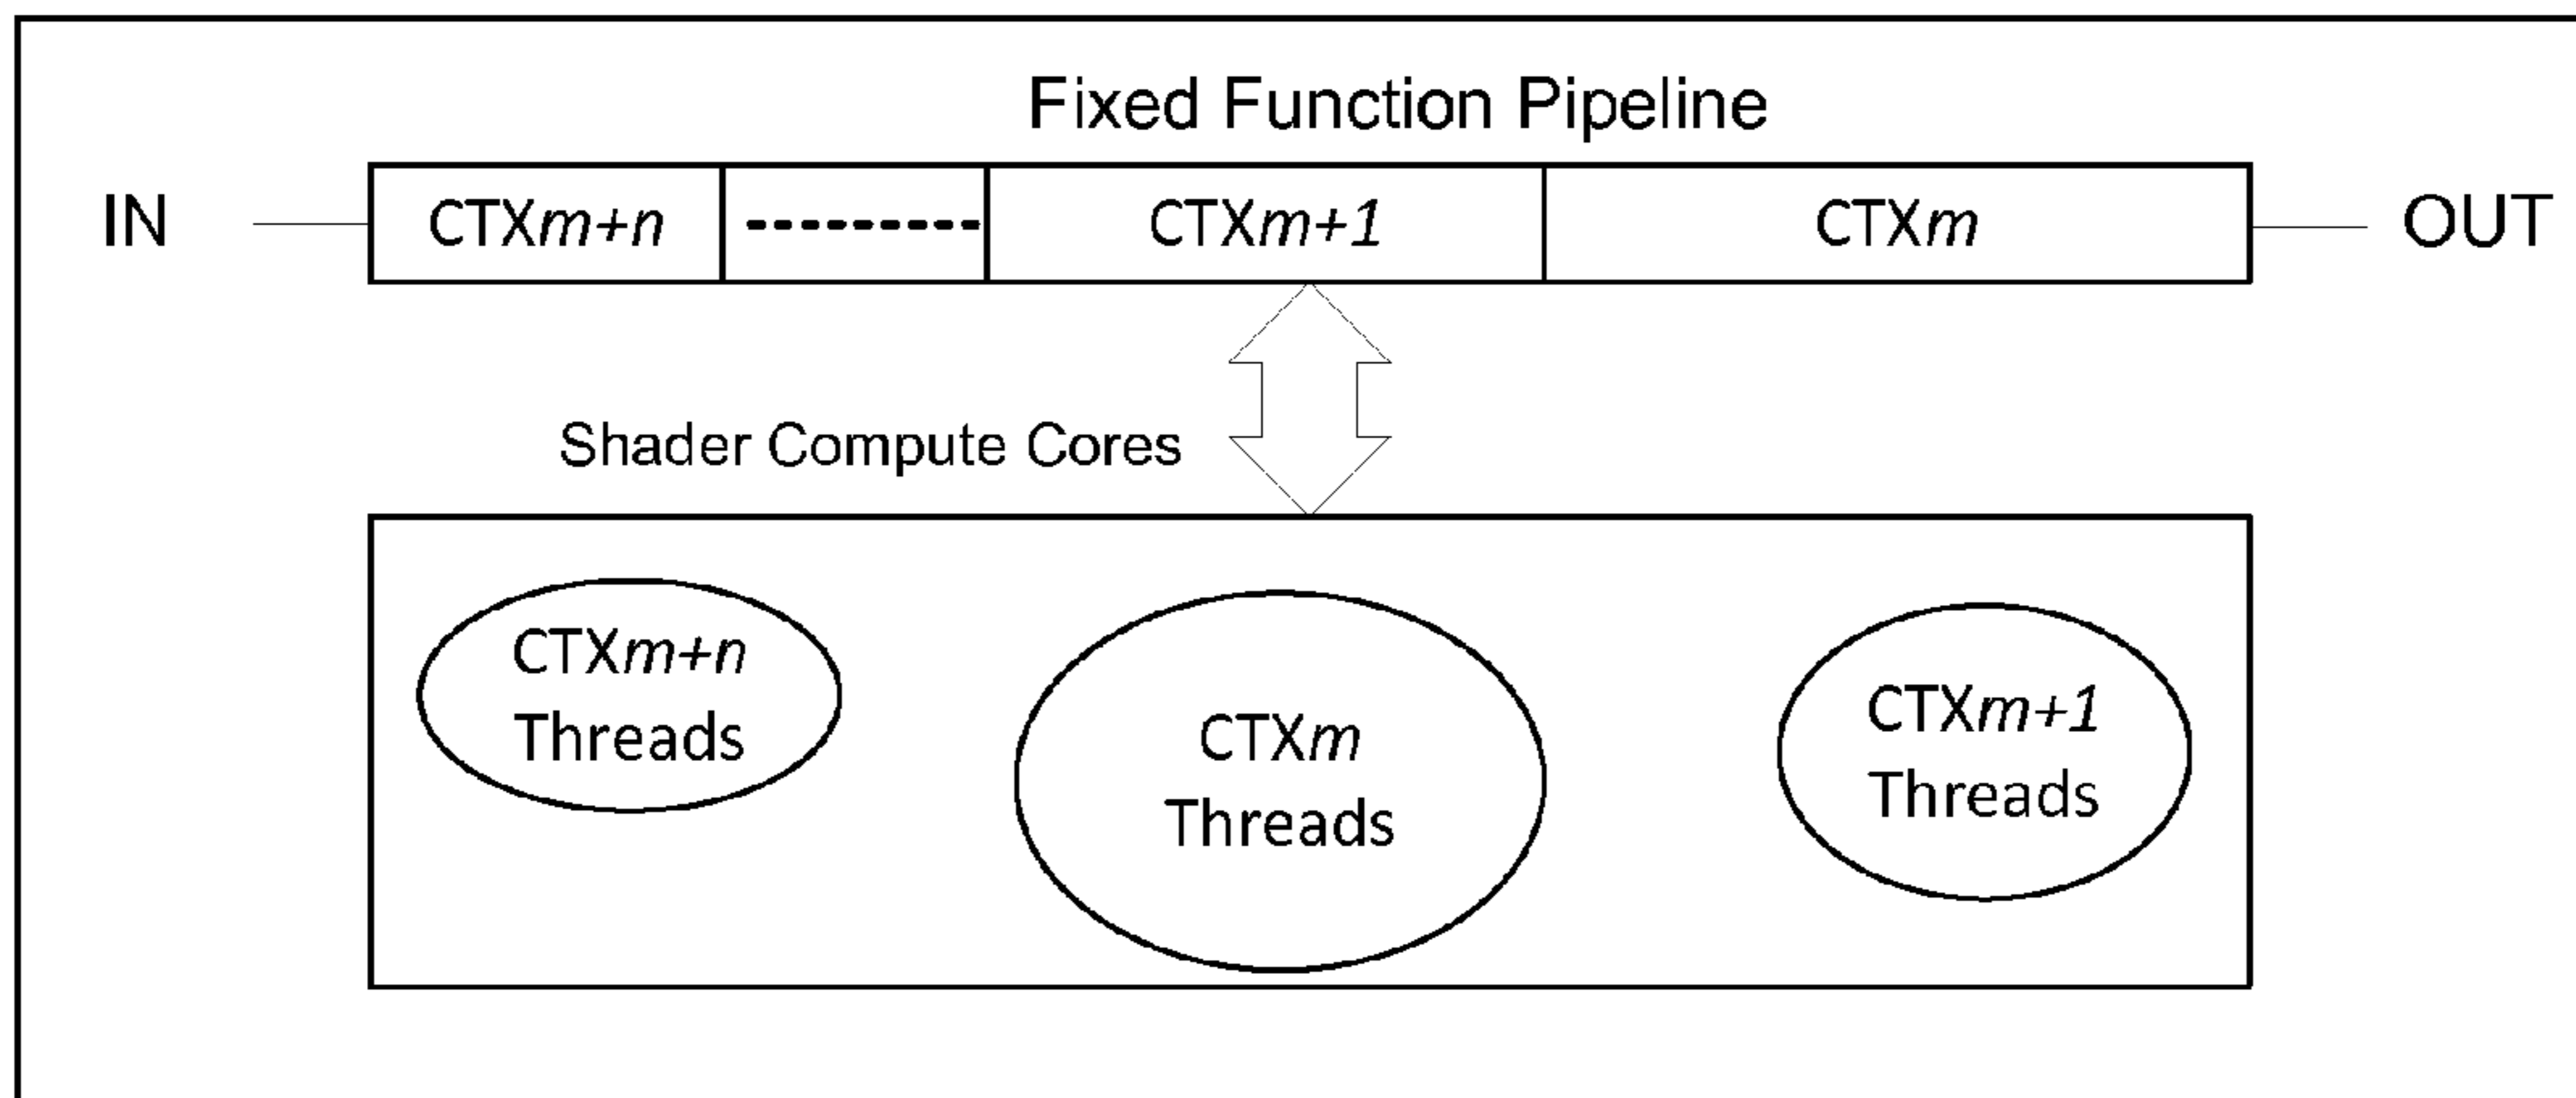 Fixed Function Pipeline
IN CTXm+n CTXm+1 CTXm OUT
Shader Compute Cores
CTXm+n
Threads
CTXm
Threads
CTXm+1
Threads